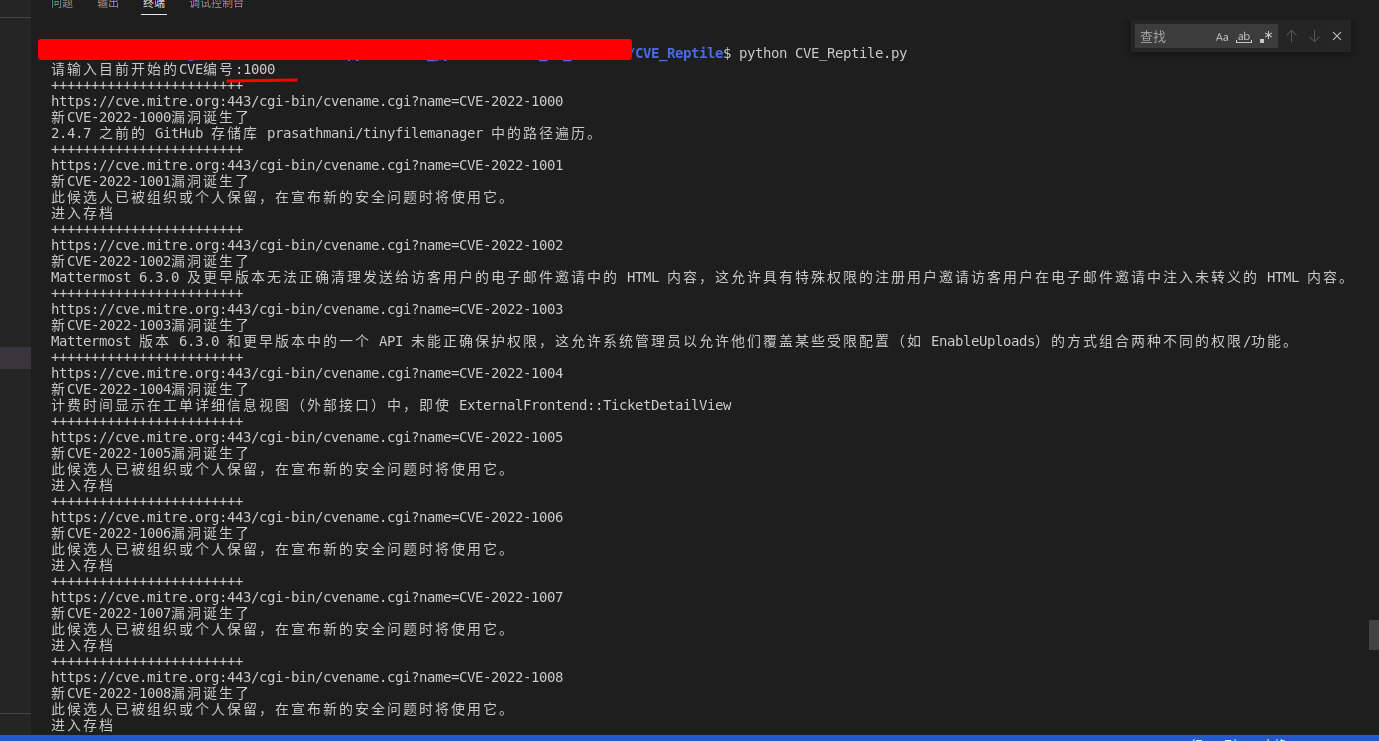 问题 输出 终端 调试控制台
查找 Aa ab
/CVE_Reptile$ python CVE_Reptile.py
请输入目前开始的CVE编号:1000
++++++++++++++++++++++++
https://cve.mitre.org:443/cgi-bin/cvename.cgi?name=CVE-2022-1000
新CVE-2022-1000漏洞诞生了
2.4.7 之前的 GitHub 存储库 prasathmani/tinyfilemanager 中的路径遍历。
++++++++++++++++++++++++
https://cve.mitre.org:443/cgi-bin/cvename.cgi?name=CVE-2022-1001
新CVE-2022-1001漏洞诞生了
此候选人已被组织或个人保留，在宣布新的安全问题时将使用它。
进入存档
++++++++++++++++++++++++
https://cve.mitre.org:443/cgi-bin/cvename.cgi?name=CVE-2022-1002
新CVE-2022-1002漏洞诞生了
Mattermost 6.3.0 及更早版本无法正确清理发送给访客用户的电子邮件邀请中的 HTML 内容，这允许具有特殊权限的注册用户邀请访客用户在电子邮件邀请中注入未转义的 HTML 内容。
++++++++++++++++++++++++
https://cve.mitre.org:443/cgi-bin/cvename.cgi?name=CVE-2022-1003
新CVE-2022-1003漏洞诞生了
Mattermost 版本 6.3.0 和更早版本中的一个 API 未能正确保护权限，这允许系统管理员以允许他们覆盖某些受限配置（如 EnableUploads）的方式组合两种不同的权限/功能。
++++++++++++++++++++++++
https://cve.mitre.org:443/cgi-bin/cvename.cgi?name=CVE-2022-1004
新CVE-2022-1004漏洞诞生了
计费时间显示在工单详细信息视图（外部接口）中，即使 ExternalFrontend::TicketDetailView
++++++++++++++++++++++++
https://cve.mitre.org:443/cgi-bin/cvename.cgi?name=CVE-2022-1005
新CVE-2022-1005漏洞诞生了
此候选人已被组织或个人保留，在宣布新的安全问题时将使用它。
进入存档
++++++++++++++++++++++++
https://cve.mitre.org:443/cgi-bin/cvename.cgi?name=CVE-2022-1006
新CVE-2022-1006漏洞诞生了
此候选人已被组织或个人保留，在宣布新的安全问题时将使用它。
进入存档
++++++++++++++++++++++++
https://cve.mitre.org:443/cgi-bin/cvename.cgi?name=CVE-2022-1007
新CVE-2022-1007漏洞诞生了
此候选人已被组织或个人保留，在宣布新的安全问题时将使用它。
进入存档
++++++++++++++++++++++++
https://cve.mitre.org:443/cgi-bin/cvename.cgi?name=CVE-2022-1008
新CVE-2022-1008漏洞诞生了
此候选人已被组织或个人保留，在宣布新的安全问题时将使用它。
进入存档